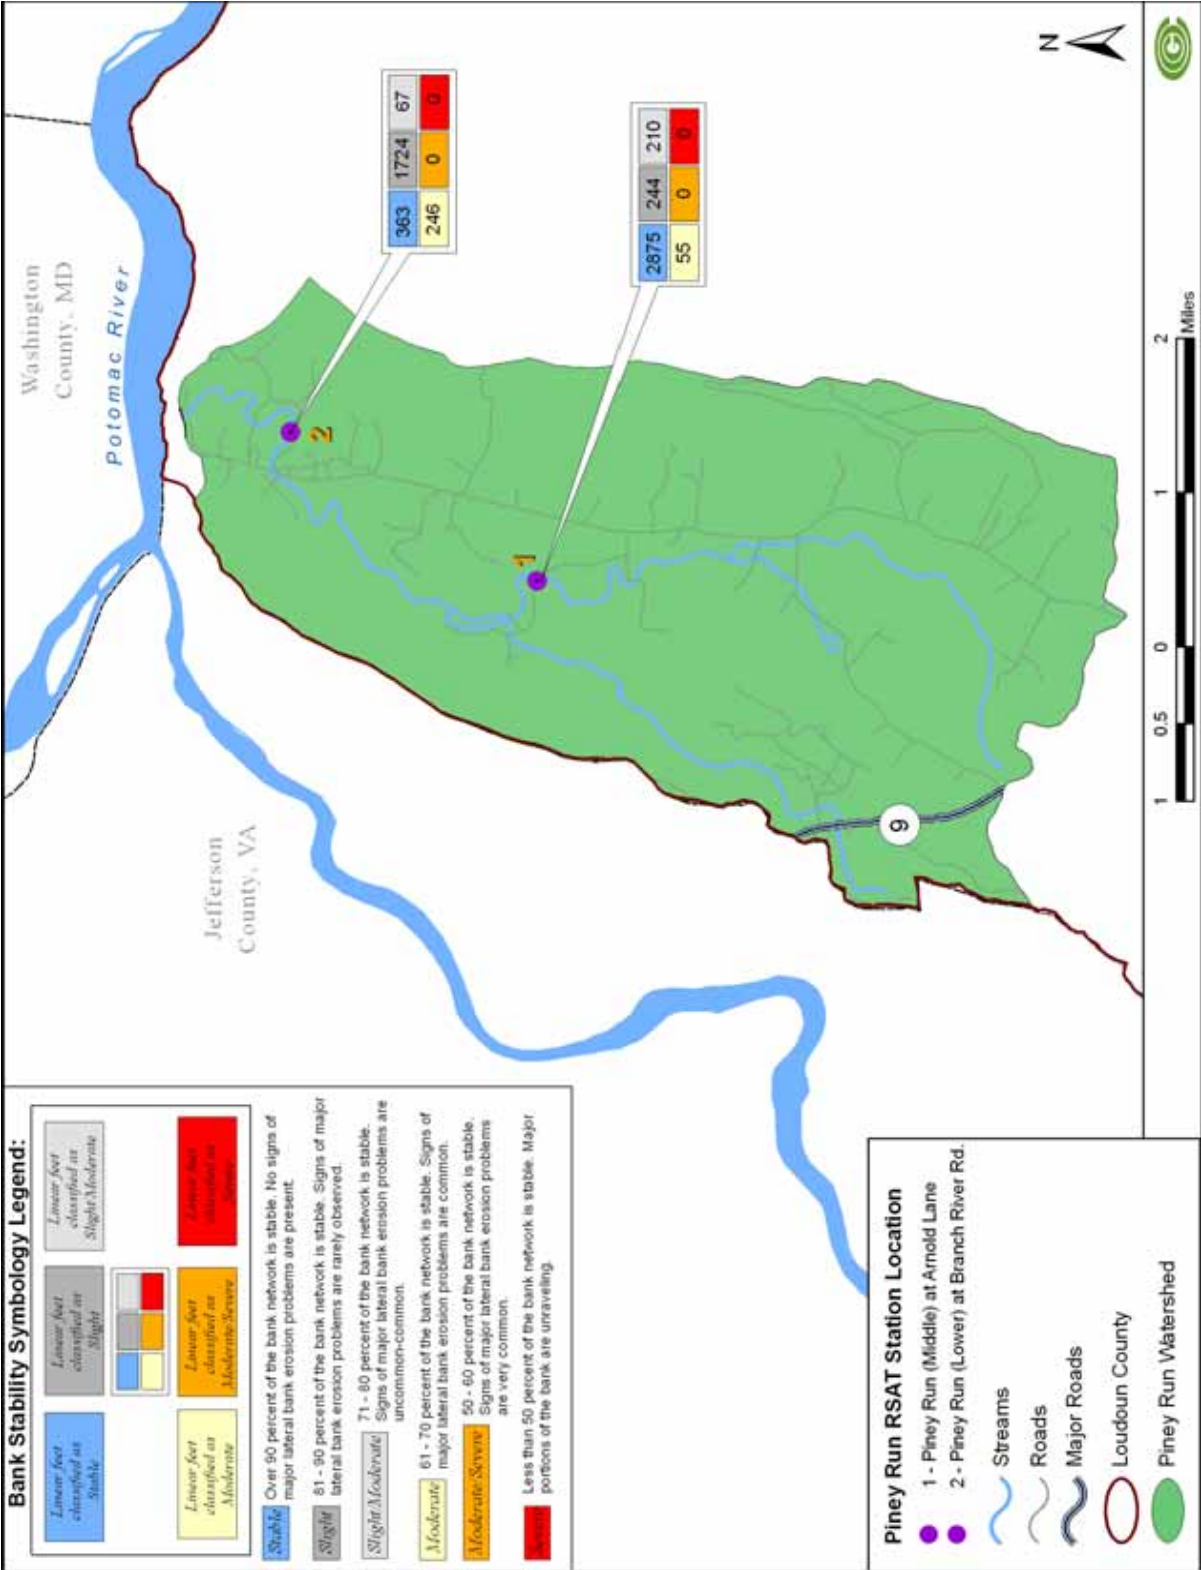 Bank Stability Symbology Legend:
Linear feet
classified as
Stable
Linear feet
classified as
Slight
Linear feet
classified as
Slight/Moderate
Linear feet
classified as
Moderate
Linear feet
classified as
Moderate/Severe
Linear feet
classified as
Severe
Stable
Over 90 percent of the bank network is stable. No signs of
major lateral bank erosion problems are present.
Slight
81 - 90 percent of the bank network is stable. Signs of major
lateral bank erosion problems are rarely observed.
Slight/Moderate
71 - 80 percent of the bank network is stable.
Signs of major lateral bank erosion problems are
uncommon-common.
Moderate
61 - 70 percent of the bank network is stable. Signs of
major lateral bank erosion problems are common.
Moderate/Severe
50 - 60 percent of the bank network is stable.
Signs of major lateral bank erosion problems
are very common.
Severe
Less than 50 percent of the bank network is stable. Major
portions of the bank are unraveling.
Washington
County, MD
Potomac River
Jefferson
County, VA
363 1724 67
246 0 0
2
2875 244 210
55 0 0
1
9
Piney Run RSAT Station Location
1 - Piney Run (Middle) at Arnold Lane
2 - Piney Run (Lower) at Branch River Rd.
Streams
Roads
Major Roads
Loudoun County
Piney Run Watershed
1 0.5 0 1 2
Miles
N